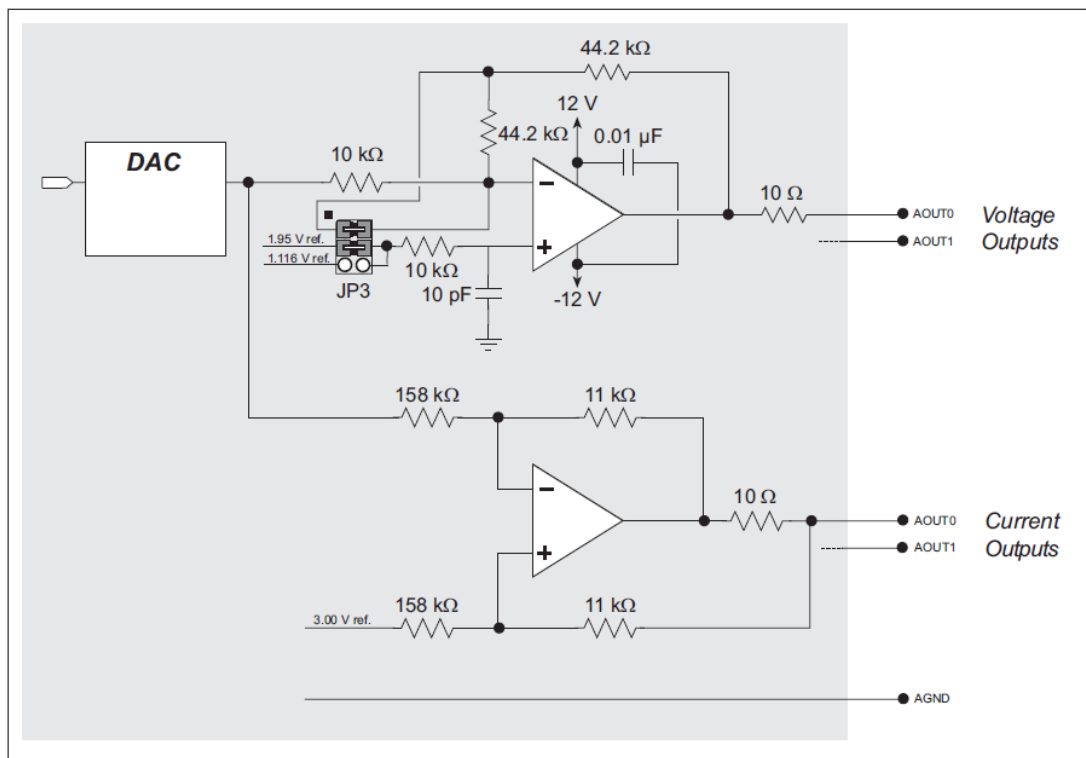 44.2 kΩ
12 V
DAC
44.2 kΩ
0.01 µF
10 kΩ
10 Ω
AOUT0
Voltage
Outputs
AOUT1
1.95 V ref.
1.116 V ref.
10 kΩ
JP3
10 pF
-12 V
158 kΩ
11 kΩ
10 Ω
AOUT0
Current
Outputs
AOUT1
158 kΩ
11 kΩ
3.00 V ref.
AGND